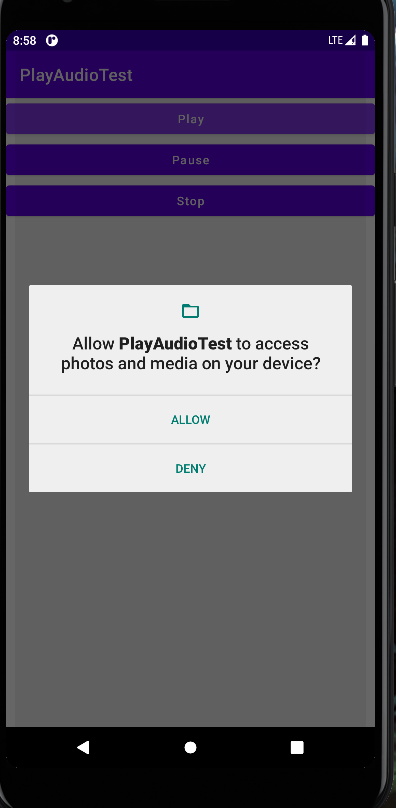 8:58
LTE
PlayAudioTest
Play
Pause
Stop
Allow PlayAudioTest to access
photos and media on your device?
ALLOW
DENY